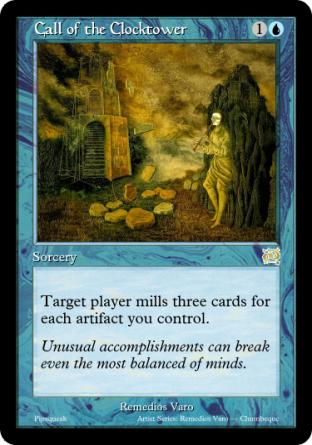 Call of the Clocktower 1
Sorcery
Target player mills three cards for
each artifact you control.
Unusual accomplishments can break
even the most balanced of minds.
Remedios Varo
Pipsqueak Artist Series: Remedios Varo — Chumbeque